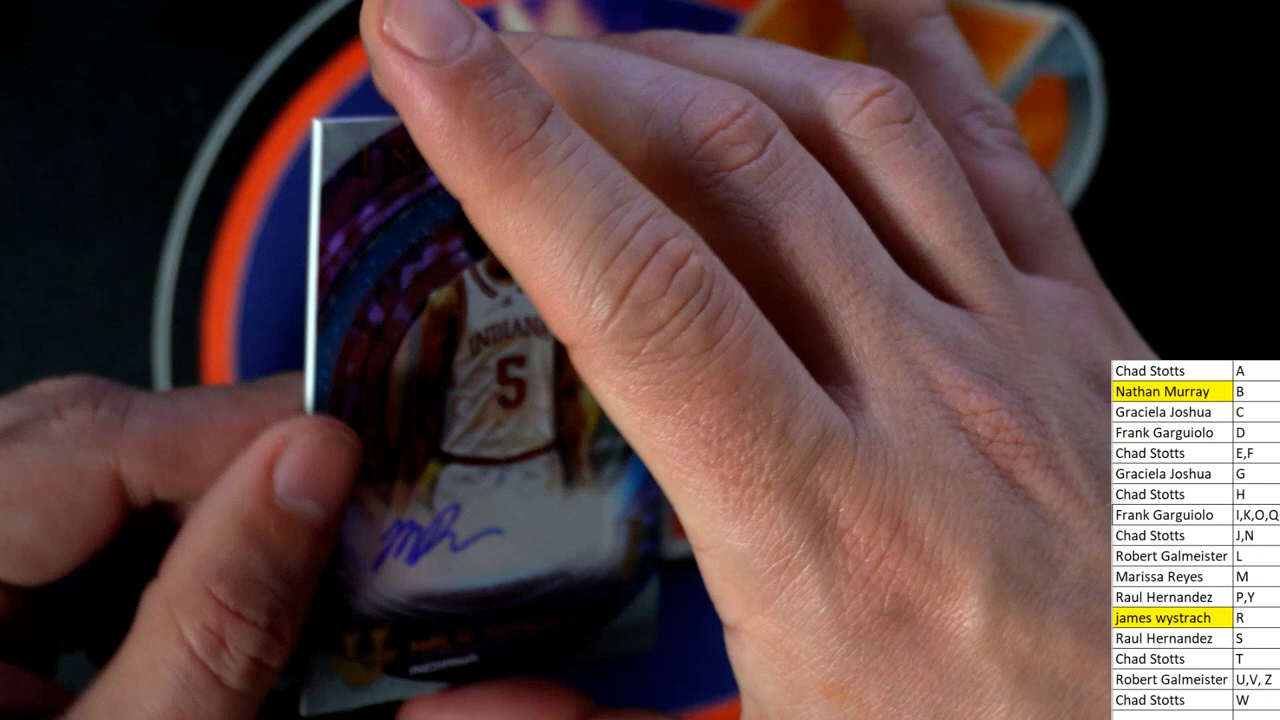 INDIANA
5
INDIANA
Chad Stotts A
Nathan Murray B
Graciela Joshua C
Frank Garguiolo D
Chad Stotts E,F
Graciela Joshua G
Chad Stotts H
Frank Garguiolo I,K,O,Q
Chad Stotts J,N
Robert Galmeister L
Marissa Reyes M
Raul Hernandez P,Y
james wystrach R
Raul Hernandez S
Chad Stotts T
Robert Galmeister U,V, Z
Chad Stotts W